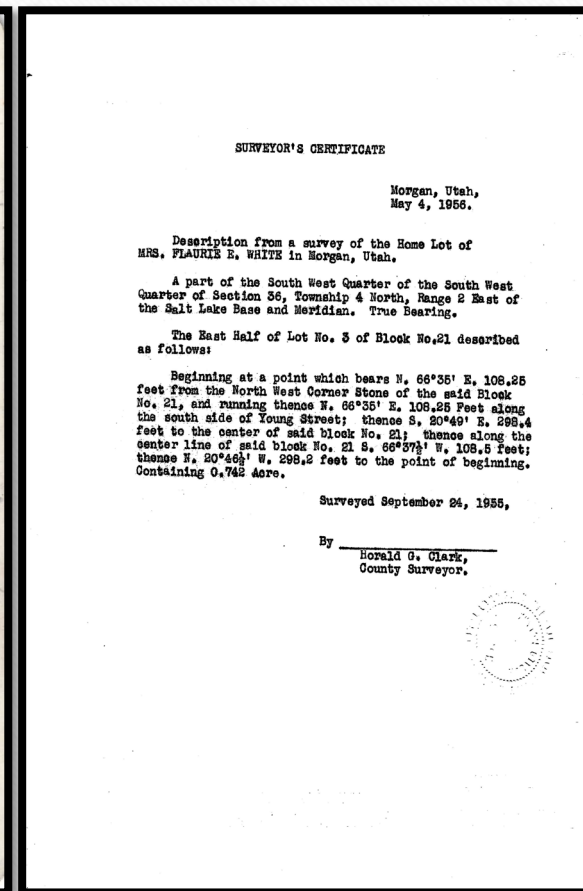 SURVEYOR'S CERTIFICATE
Morgan, Utah,
May 4, 1956.
Description from a survey of the Home Lot of
MRS. FLAURIE E. WHITE in Morgan, Utah.
A part of the South West Quarter of the South West
Quarter of Section 36, Township 4 North, Range 2 East of
the Salt Lake Base and Meridian. True Bearing.
The East Half of Lot No. 3 of Block No.21 described
as follows:
Beginning at a point which bears N. 66°35' E. 108.25
feet from the North West Corner Stone of the said Block
No. 21, and running thence N. 66°35' E. 108.25 Feet along
the south side of Young Street; thence S. 20°49' E. 298.4
feet to the center of said block No. 21; thence along the
center line of said block No. 21 S. 66°37½' W. 108.5 feet;
thence N. 20°46½' W. 298.2 feet to the point of beginning.
Containing 0.742 Acre.
Surveyed September 24, 1955,
By
Horald G. Clark,
County Surveyor.